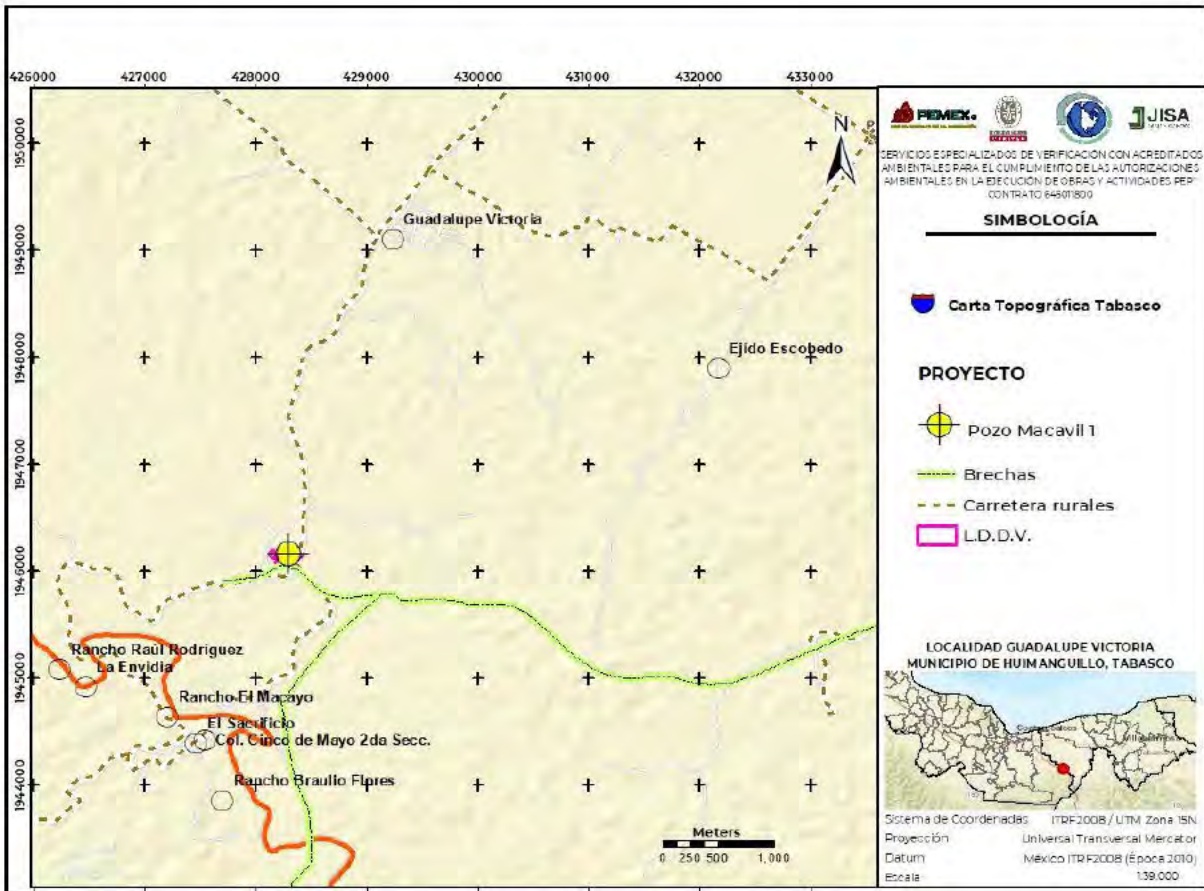 426000 427000 428000 429000 430000 431000 432000 433000
1950000
1949000
1948000
1947000
1946000
1945000
1944000
N
Guadalupe Victoria
Ejido Escobedo
Rancho Raúl Rodríguez
La Envidia
Rancho El Macayo
El Sacrificio
Col. Cinco de Mayo 2da Secc.
Rancho Braulio Flores
Meters
0 250 500 1,000
PEMEX®
JISA
SERVICIOS ESPECIALIZADOS DE VERIFICACIÓN CON ACREDITADOS
AMBIENTALES PARA EL CUMPLIMIENTO DE LAS AUTORIZACIONES
AMBIENTALES EN LA EJECUCIÓN DE OBRAS Y ACTIVIDADES PEP"
CONTRATO 648011800
SIMBOLOGÍA
Carta Topográfica Tabasco
PROYECTO
Pozo Macavil 1
Brechas
Carretera rurales
L.D.D.V.
LOCALIDAD GUADALUPE VICTORIA
MUNICIPIO DE HUIMANGUILLO, TABASCO
Sistema de Coordenadas ITRF2008 / UTM Zona 15N
Proyección Universal Transversal Mercator
Datum México ITRF2008 (Época 2010)
Escala 1:39,000